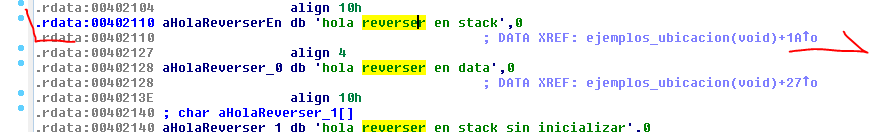 .rdata:00402104 align 10h
.rdata:00402110 aHolaReverserEn db 'hola reverser en stack',0
.rdata:00402110 ; DATA XREF: ejemplos_ubicacion(void)+1A↑o
.rdata:00402127 align 4
.rdata:00402128 aHolaReverser_0 db 'hola reverser en data',0
.rdata:00402128 ; DATA XREF: ejemplos_ubicacion(void)+27↑o
.rdata:0040213E align 10h
.rdata:00402140 ; char aHolaReverser_1[]
.rdata:00402140 aHolaReverser_1 db 'hola reverser en stack sin inicializar',0